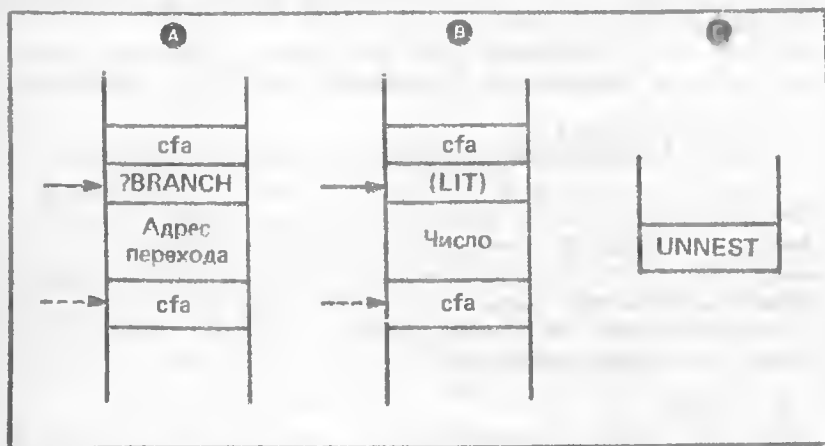 A
B
C
cfa
?BRANCH
Адрес
перехода
cfa
cfa
(LIT)
Число
cfa
UNNEST